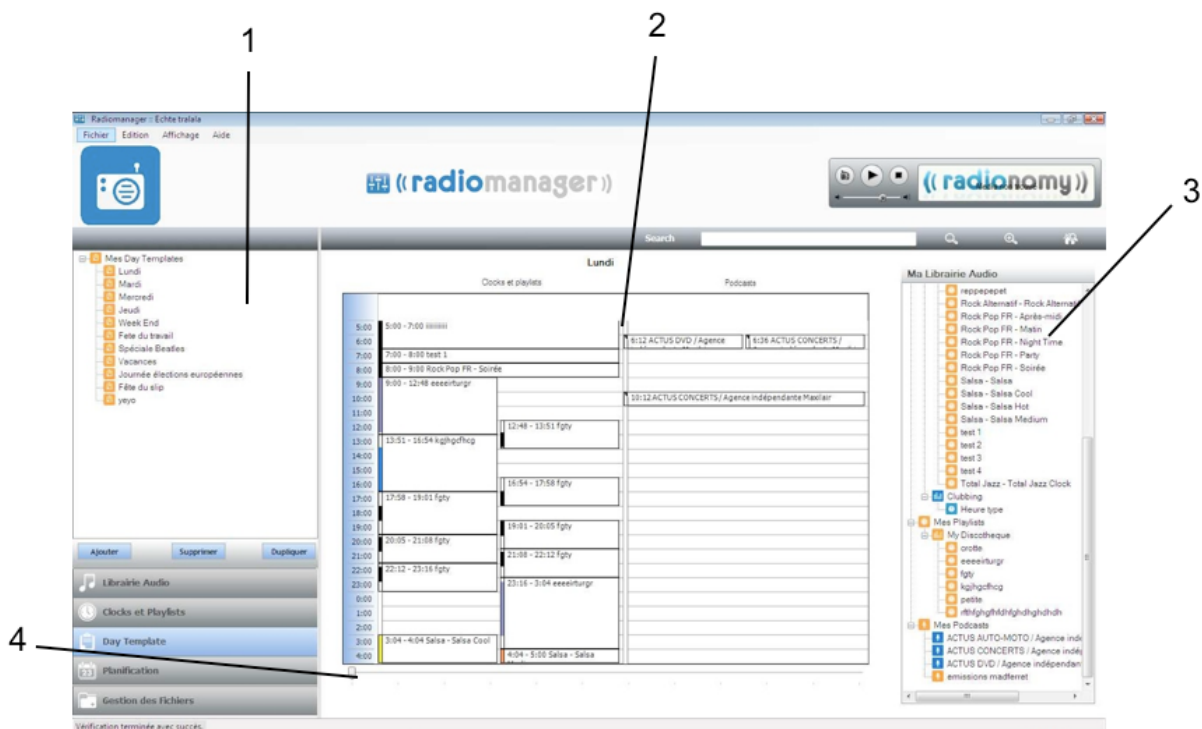 1
2
3
4
Radiomanager :: Echte tralala
Fichier Edition Affichage Aide
((radiomanager))
((radionomy))
Search
Mes Day Templates
Lundi
Mardi
Mercredi
Jeudi
Week End
Fete du travail
Spéciale Beatles
Vacances
Journée élections européennes
Fête du slip
yeyo
Ajouter Supprimer Dupliquer
Librairie Audio
Clocks et Playlists
Day Template
Planification
Gestion des Fichiers
Vérification terminée avec succès.
Lundi
Clocks et playlists Podcasts
5:00
6:00
7:00
8:00
9:00
10:00
11:00
12:00
13:00
14:00
15:00
16:00
17:00
18:00
19:00
20:00
21:00
22:00
23:00
0:00
1:00
2:00
3:00
4:00
5:00 - 7:00
7:00 - 8:00 test 1
8:00 - 9:00 Rock Pop FR - Soirée
9:00 - 12:48 eeeeirturgr
12:48 - 13:51 fgty
13:51 - 16:54 kgjhgcfhcg
16:54 - 17:58 fgty
17:58 - 19:01 fgty
19:01 - 20:05 fgty
20:05 - 21:08 fgty
21:08 - 22:12 fgty
22:12 - 23:16 fgty
23:16 - 3:04 eeeeirturgr
3:04 - 4:04 Salsa - Salsa Cool
4:04 - 5:00 Salsa - Salsa
6:12 ACTUS DVD / Agence
6:36 ACTUS CONCERTS /
10:12 ACTUS CONCERTS / Agence indépendante Maxilair
Ma Librairie Audio
reppepepet
Rock Alternatif - Rock Alternatif
Rock Pop FR - Après-midi
Rock Pop FR - Matin
Rock Pop FR - Night Time
Rock Pop FR - Party
Rock Pop FR - Soirée
Salsa - Salsa
Salsa - Salsa Cool
Salsa - Salsa Hot
Salsa - Salsa Medium
test 1
test 2
test 3
test 4
Total Jazz - Total Jazz Clock
Clubbing
Heure type
Mes Playlists
My Discotheque
crotte
eeeeirturgr
fgty
kgjhgcfhcg
petite
Mes Podcasts
ACTUS AUTO-MOTO / Agence indé
ACTUS CONCERTS / Agence indé
ACTUS DVD / Agence indépendan
emissions madferret